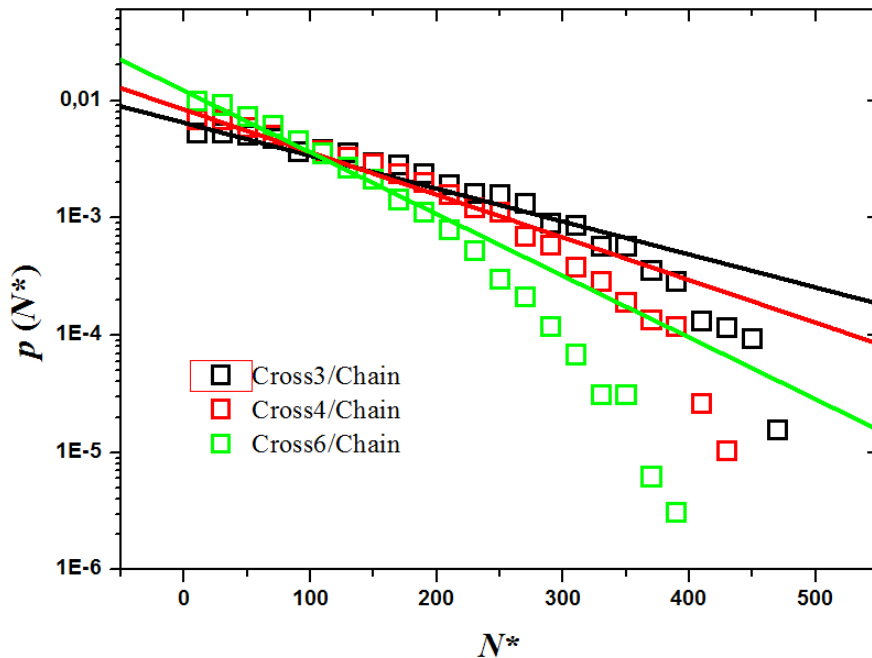 0,01
1E-3
1E-4
1E-5
1E-6
p (N*)
Cross3/Chain
Cross4/Chain
Cross6/Chain
0 100 200 300 400 500
N*